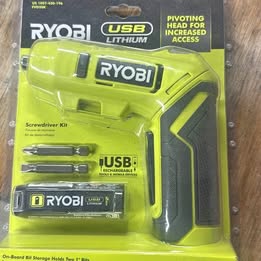 RYOBI
USB
LITHIUM
PIVOTING
HEAD FOR
INCREASED
ACCESS
RYOBI
Screwdriver Kit
USB
RECHARGEABLE
RYOBI
On-Board Bit Storage Holds Two 1" Bits